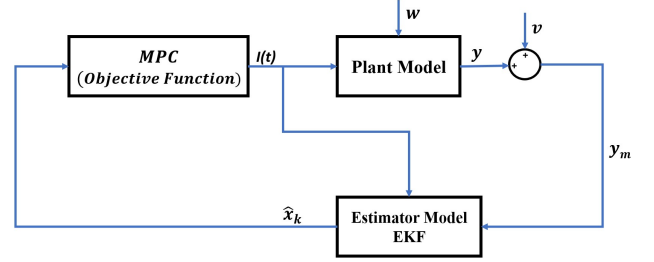 w
v
MPC
(Objective Function)
I(t)
Plant Model
y
+
+
y_m
x̂_k
Estimator Model
EKF